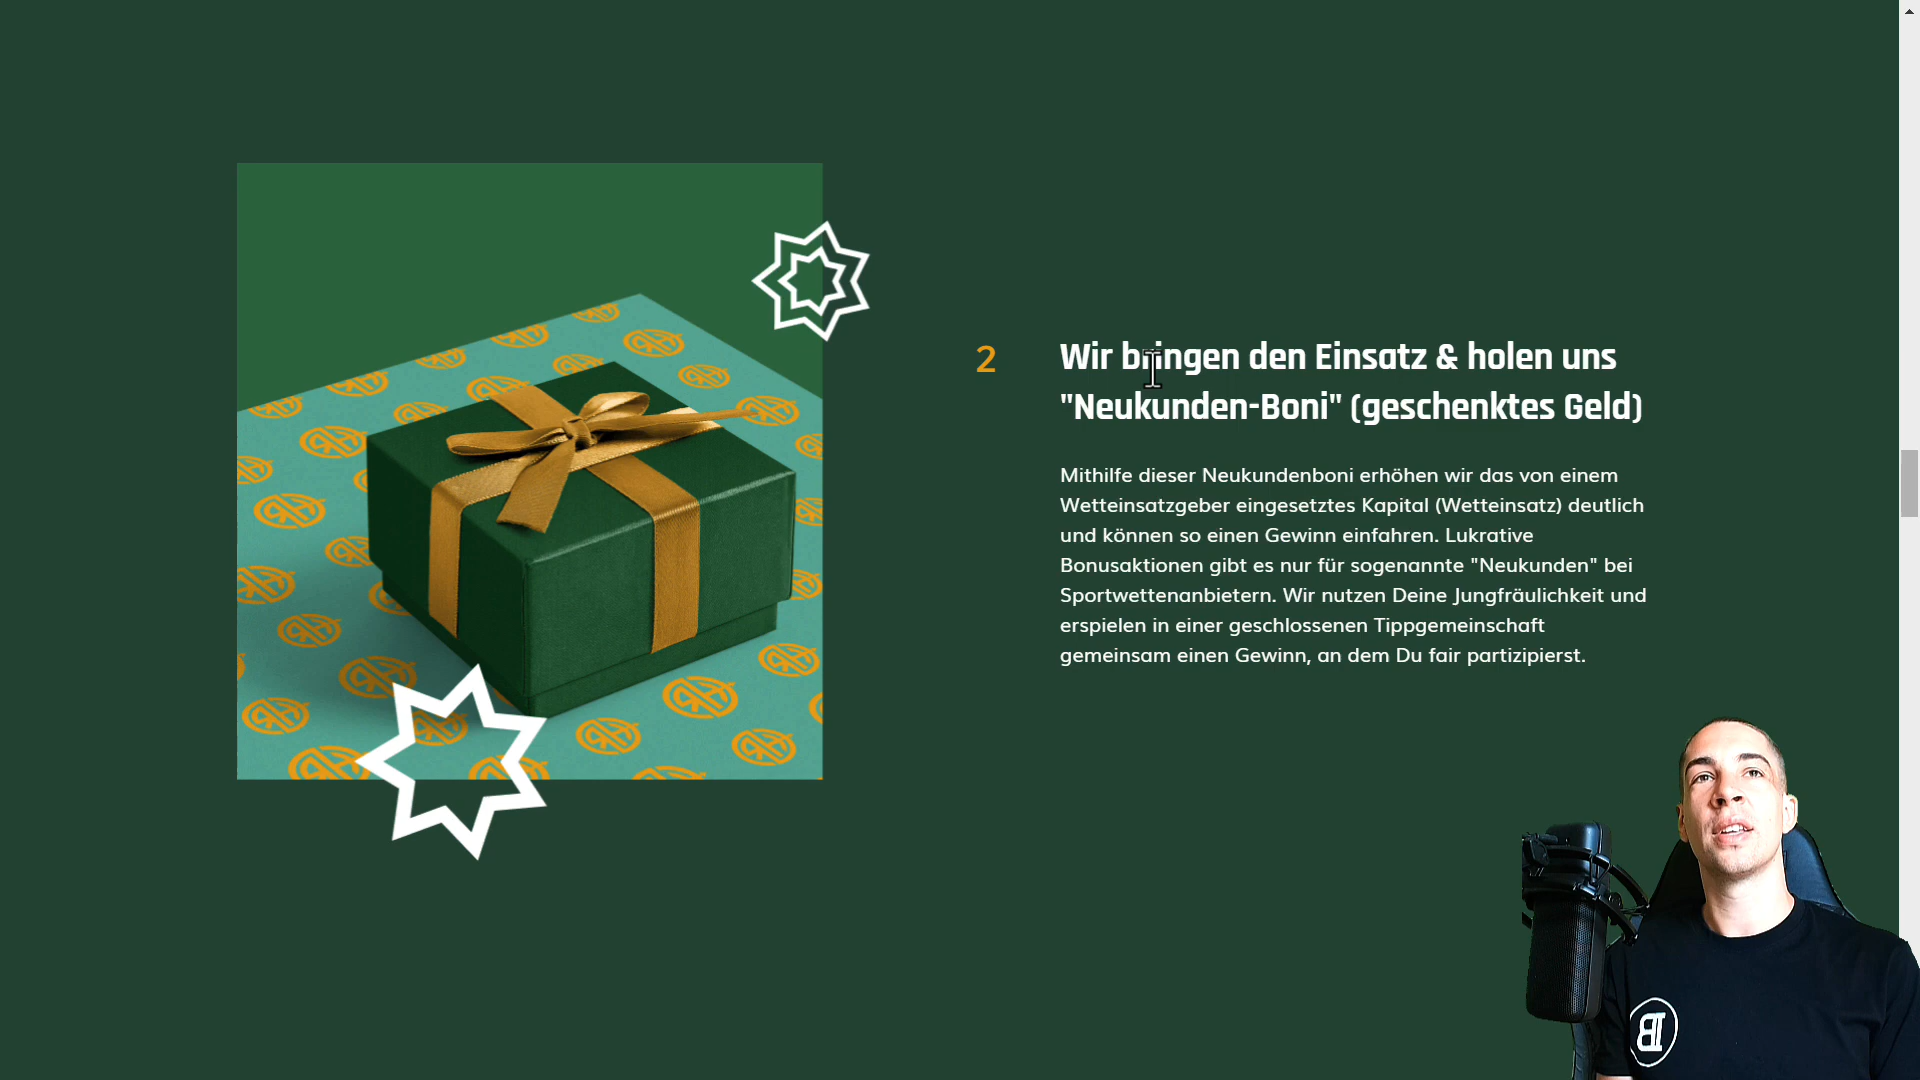 2
Wir bringen den Einsatz & holen uns
"Neukunden-Boni" (geschenktes Geld)
Mithilfe dieser Neukundenboni erhöhen wir das von einem
Wetteinsatzgeber eingesetztes Kapital (Wetteinsatz) deutlich
und können so einen Gewinn einfahren. Lukrative
Bonusaktionen gibt es nur für sogenannte "Neukunden" bei
Sportwettenanbietern. Wir nutzen Deine Jungfräulichkeit und
erspielen in einer geschlossenen Tippgemeinschaft
gemeinsam einen Gewinn, an dem Du fair partizipierst.